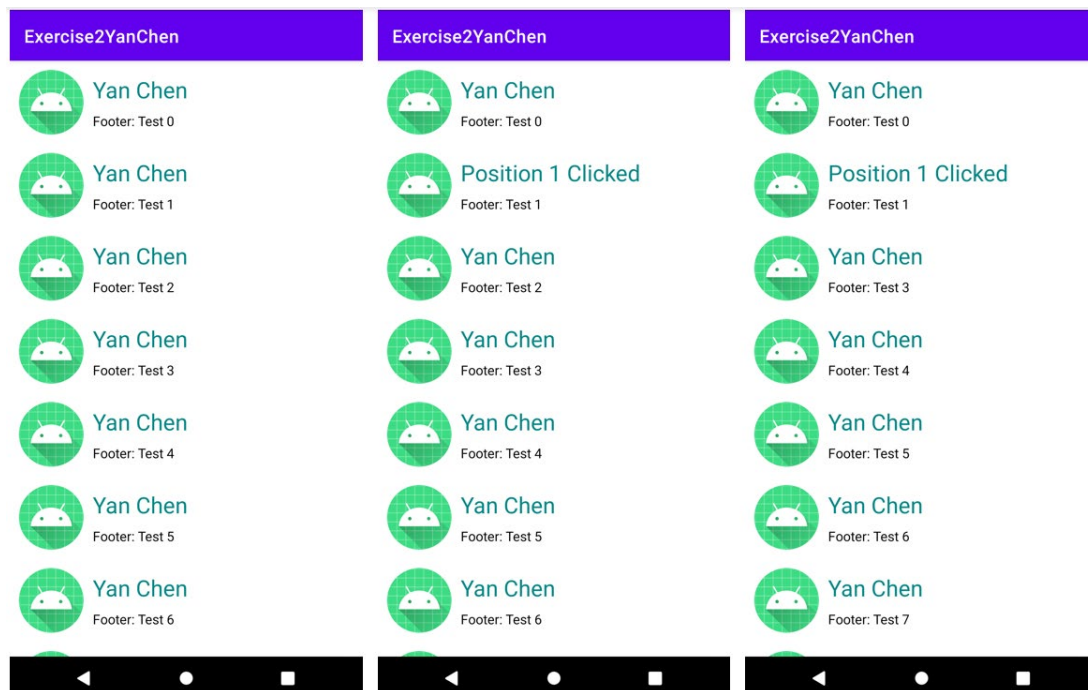 Exercise2YanChen
Yan Chen
Footer: Test 0
Yan Chen
Footer: Test 1
Yan Chen
Footer: Test 2
Yan Chen
Footer: Test 3
Yan Chen
Footer: Test 4
Yan Chen
Footer: Test 5
Yan Chen
Footer: Test 6
Exercise2YanChen
Yan Chen
Footer: Test 0
Position 1 Clicked
Footer: Test 1
Yan Chen
Footer: Test 2
Yan Chen
Footer: Test 3
Yan Chen
Footer: Test 4
Yan Chen
Footer: Test 5
Yan Chen
Footer: Test 6
Exercise2YanChen
Yan Chen
Footer: Test 0
Position 1 Clicked
Footer: Test 1
Yan Chen
Footer: Test 3
Yan Chen
Footer: Test 4
Yan Chen
Footer: Test 5
Yan Chen
Footer: Test 6
Yan Chen
Footer: Test 7